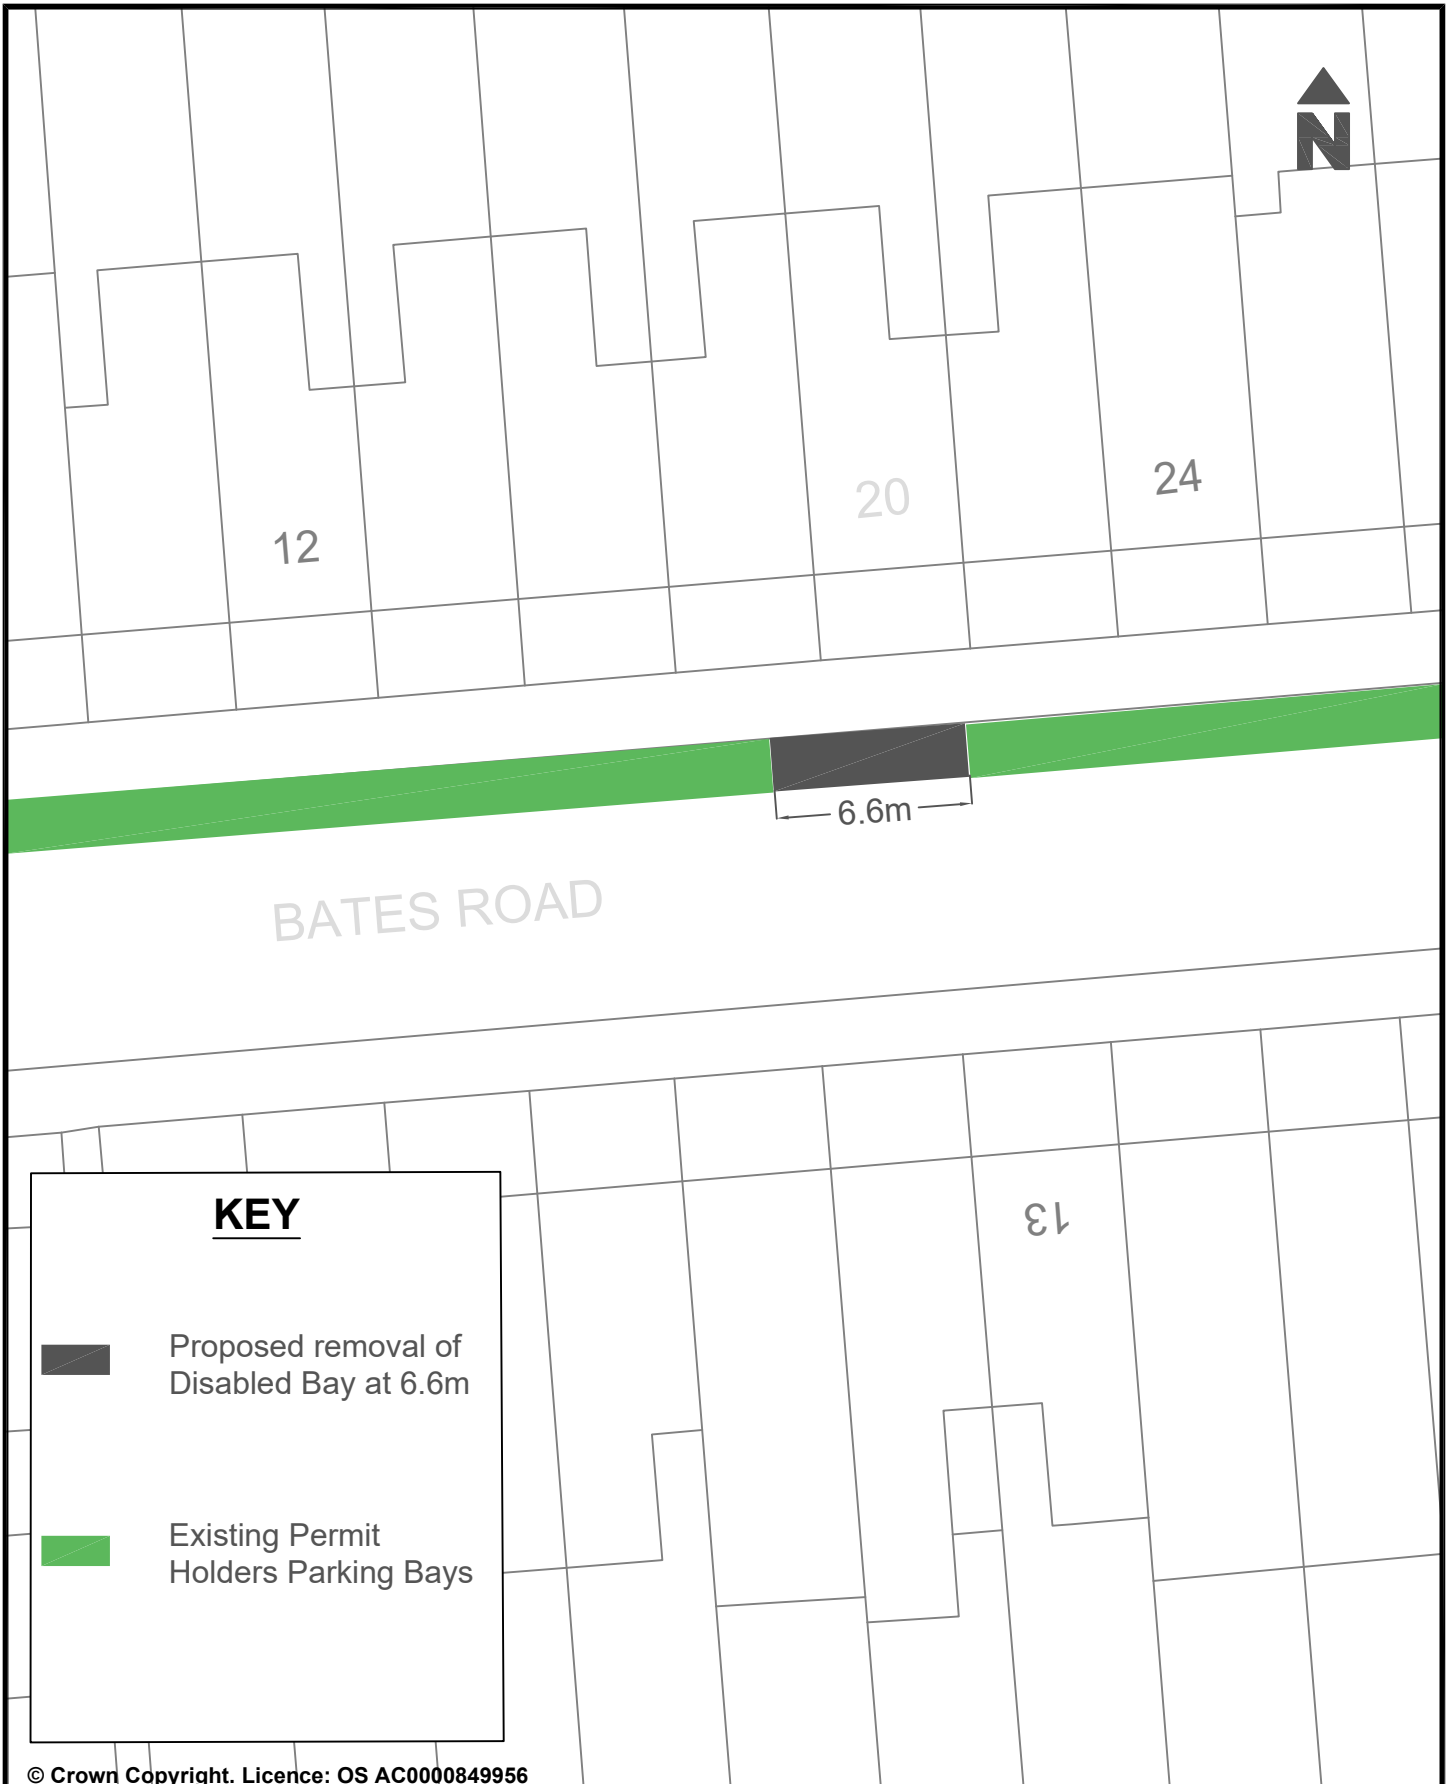 N
24
20
12
6.6m
BATES ROAD
13
KEY
Proposed removal of
Disabled Bay at 6.6m
Existing Permit
Holders Parking Bays
© Crown Copyright. Licence: OS AC0000849956